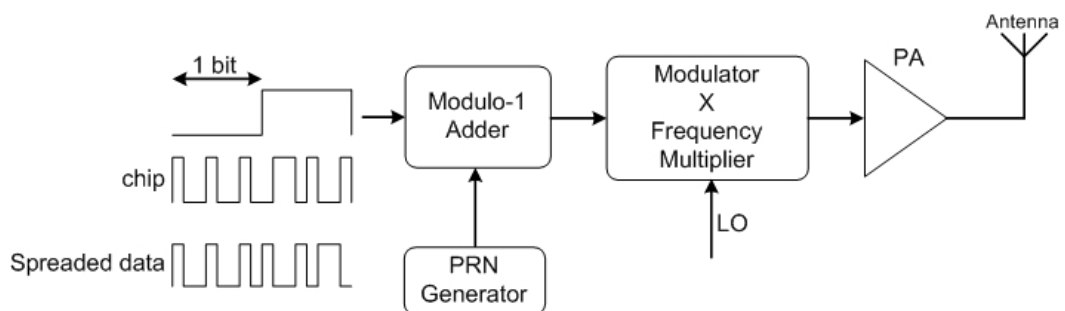 Antenna
1 bit
PA
Modulo-1
Adder
Modulator
X
Frequency
Multiplier
chip
LO
Spreaded data
PRN
Generator